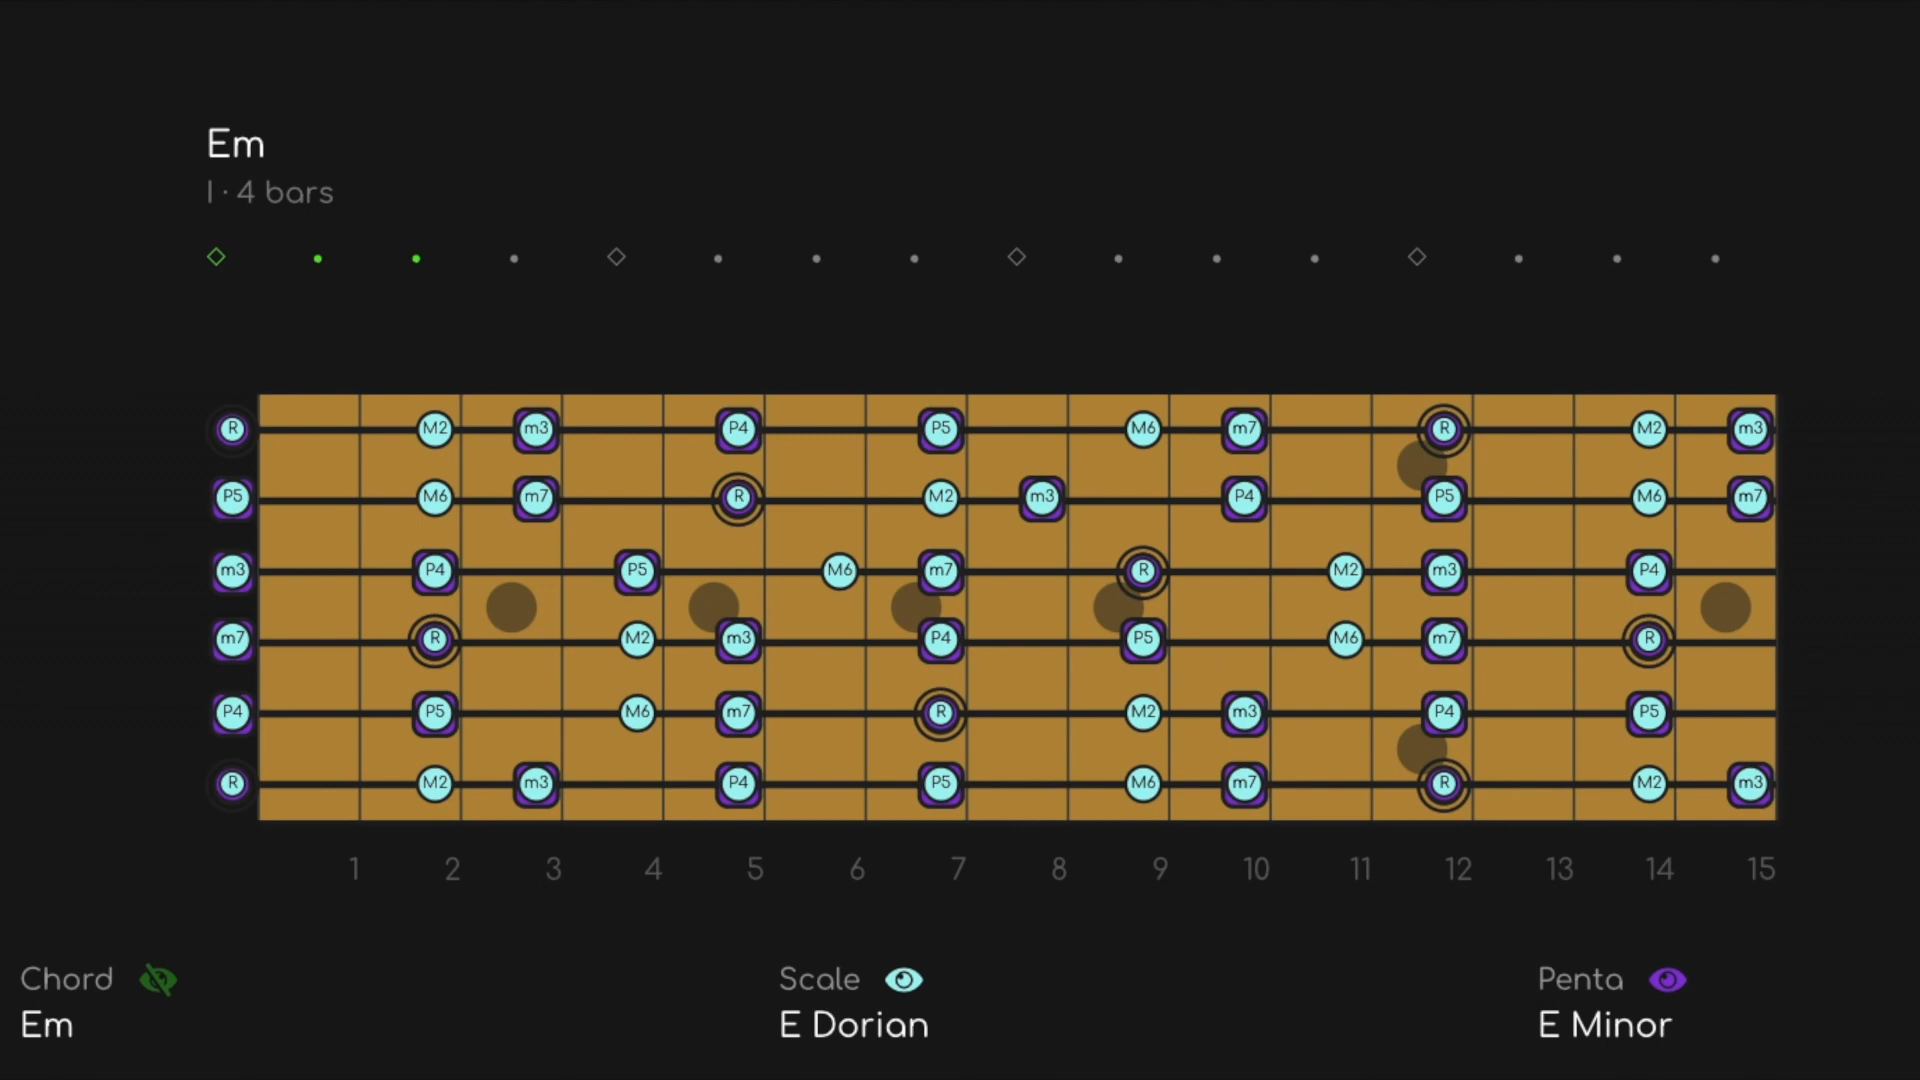 Em
I · 4 bars
R M2 m3 P4 P5 M6 m7 R M2 m3
P5 M6 m7 R M2 m3 P4 P5 M6 m7
m3 P4 P5 M6 m7 R M2 m3 P4
m7 R M2 m3 P4 P5 M6 m7 R
P4 P5 M6 m7 R M2 m3 P4 P5
R M2 m3 P4 P5 M6 m7 R M2 m3
1 2 3 4 5 6 7 8 9 10 11 12 13 14 15
Chord Scale Penta
Em E Dorian E Minor